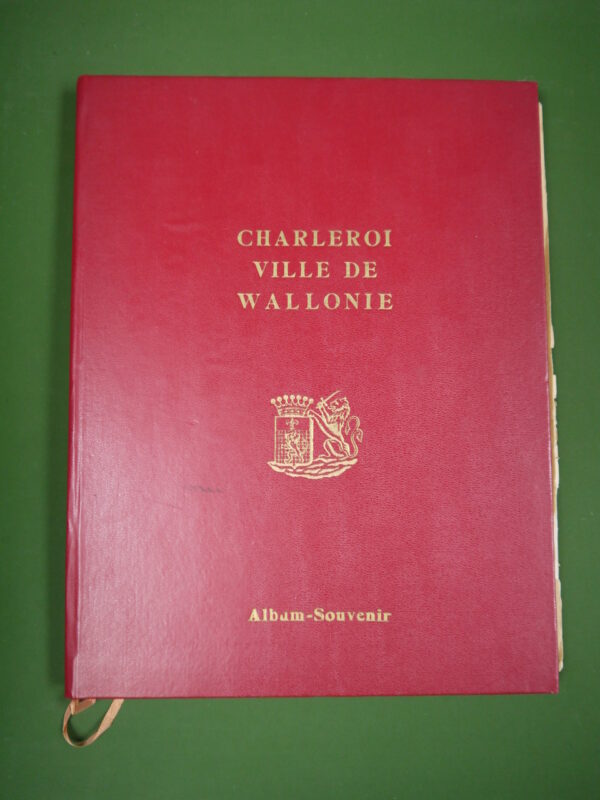 CHARLEROI
VILLE DE
WALLONIE
Album-Souvenir